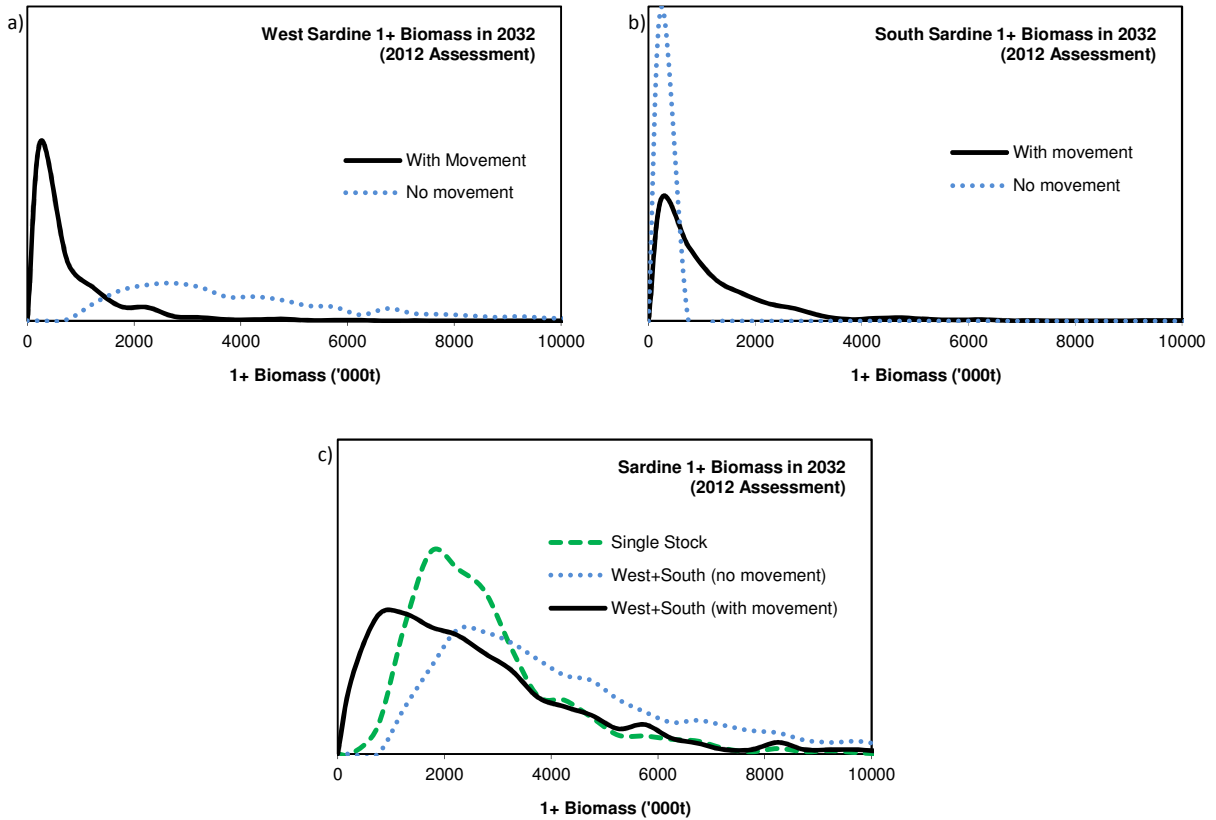 a)
West Sardine 1+ Biomass in 2032
(2012 Assessment)
With Movement
No movement
0 2000 4000 6000 8000 10000
1+ Biomass ('000t)
b)
South Sardine 1+ Biomass in 2032
(2012 Assessment)
With movement
No movement
0 2000 4000 6000 8000 10000
1+ Biomass ('000t)
c)
Sardine 1+ Biomass in 2032
(2012 Assessment)
Single Stock
West+South (no movement)
West+South (with movement)
0 2000 4000 6000 8000 10000
1+ Biomass ('000t)